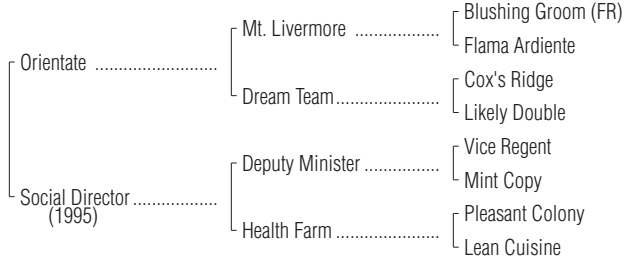 Blushing Groom (FR)
Mt. Livermore ..................
Flama Ardiente
Orientate ..........................
Cox's Ridge
Dream Team......................
Likely Double
Vice Regent
Deputy Minister ................
Mint Copy
Social Director ..................
(1995)
Pleasant Colony
Health Farm ......................
Lean Cuisine